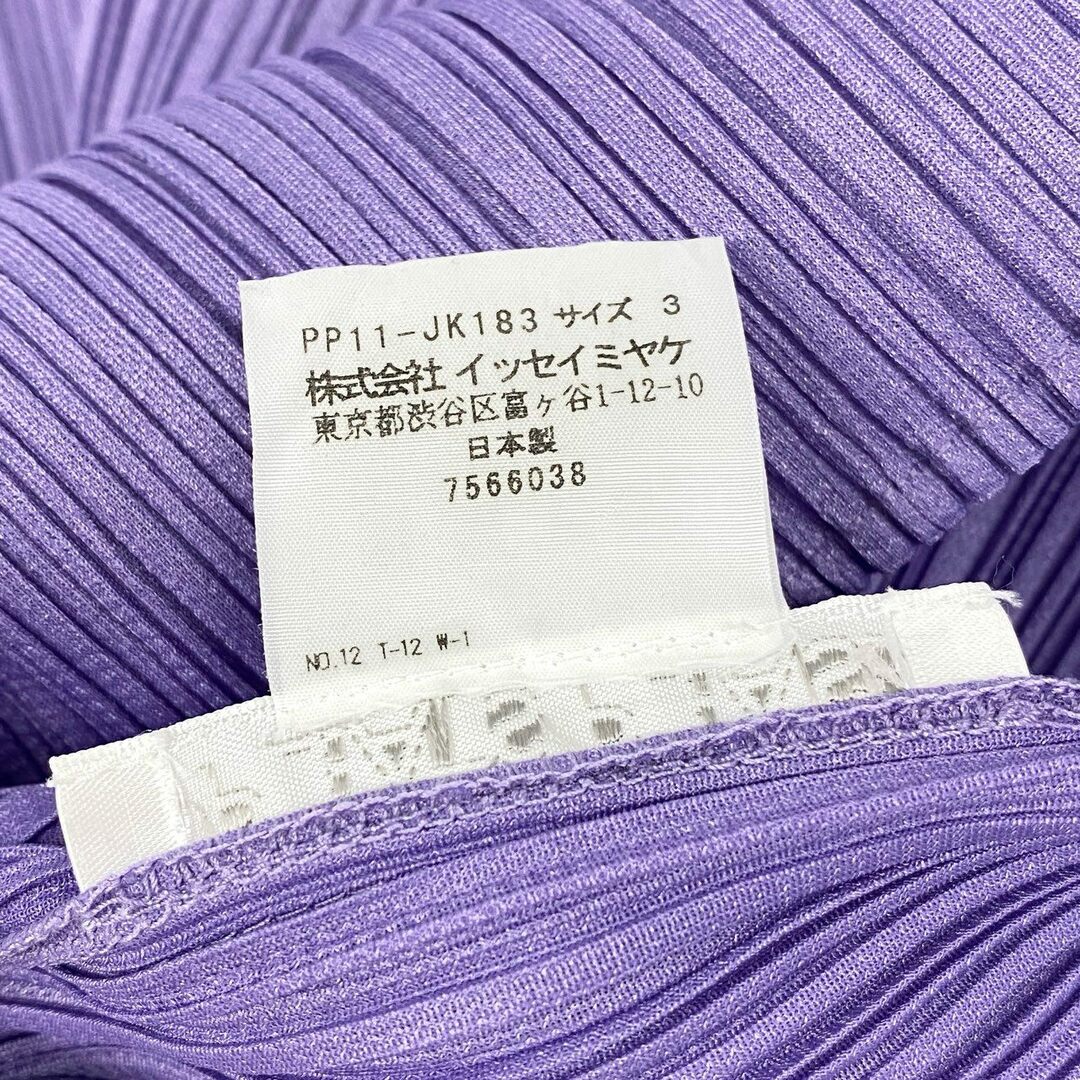 PP11-JK183 サイズ 3
株式会社 イッセイミヤケ
東京都渋谷区富ヶ谷1-12-10
日本製
7566038
NO.12 T-12 W-1